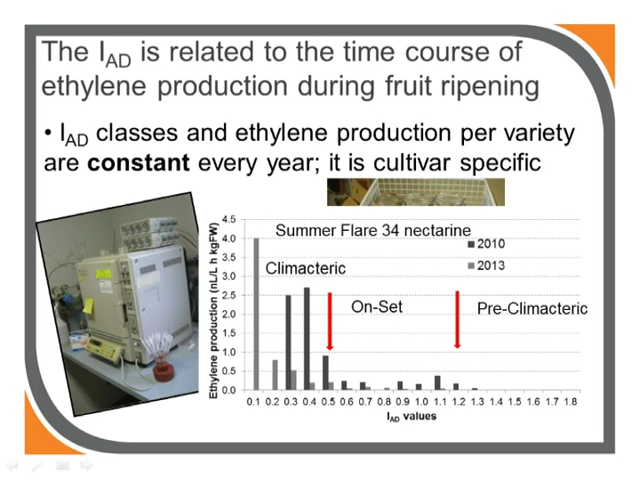 The IAD is related to the time course of
ethylene production during fruit ripening
• IAD classes and ethylene production per variety
are constant every year; it is cultivar specific
Ethylene production (nL/L h kgFW)
4.5
4.0
3.5
3.0
2.5
2.0
1.5
1.0
0.5
0.0
Summer Flare 34 nectarine
2010
2013
Climacteric
On-Set
Pre-Climacteric
0.1 0.2 0.3 0.4 0.5 0.6 0.7 0.8 0.9 1.0 1.1 1.2 1.3 1.4 1.5 1.6 1.7 1.8
IAD values